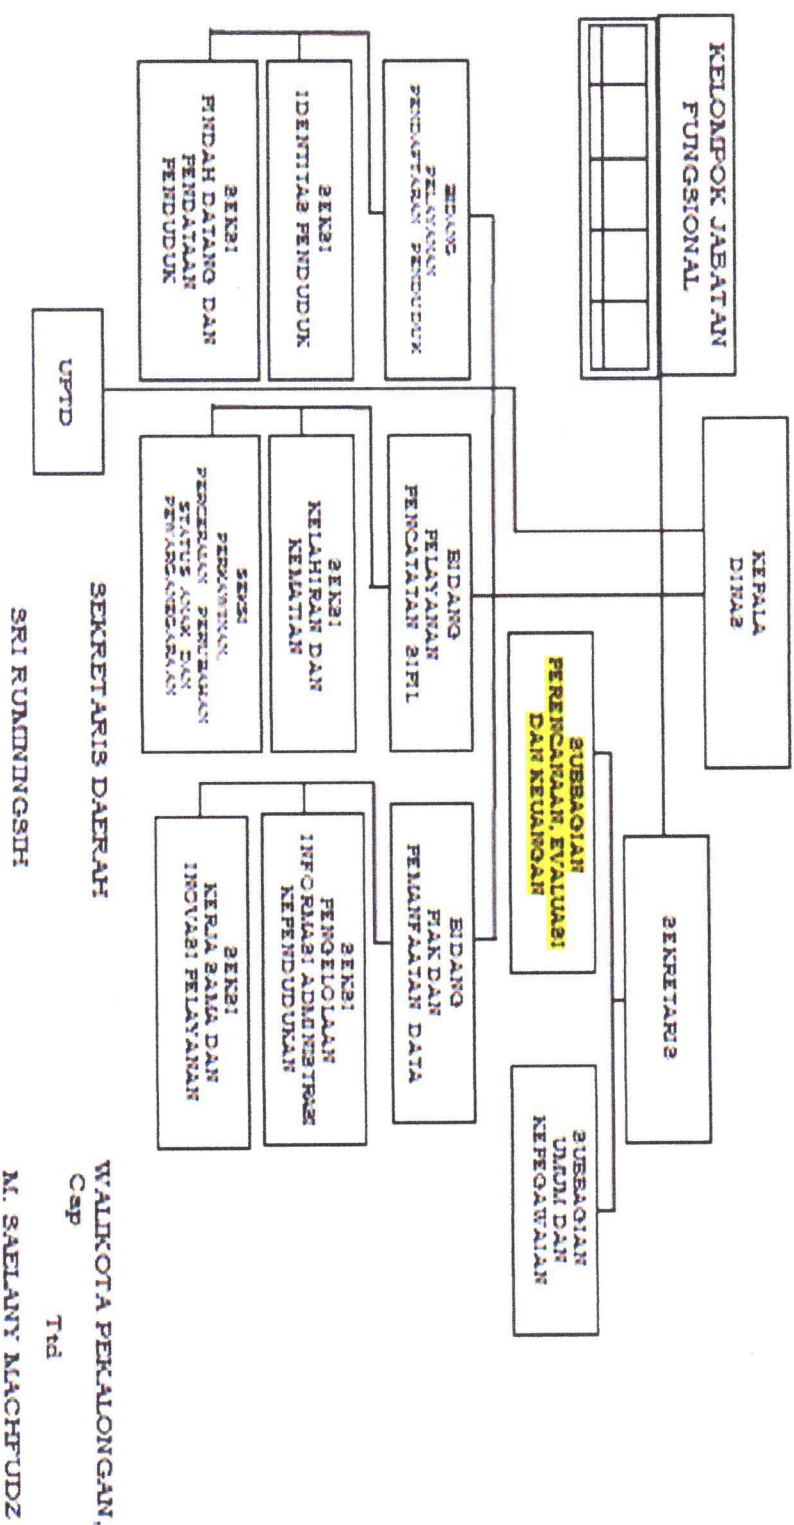 KELOMPOK JABATAN
FUNGSIONAL
KEPALA
DINAS
SEKRETARIS
SUBBAGIAN
PERENCANAAN, EVALUASI
DAN KEUANGAN
SUBBAGIAN
UMUM DAN
KEPEGAWAIAN
BIDANG
PELAYANAN
PENDAFTARAN PENDUDUK
BIDANG
PELAYANAN
PENCATATAN SIPIL
BIDANG
PIAK DAN
PEMANFAATAN DATA
SEKSI
IDENTITAS PENDUDUK
SEKSI
KELAHIRAN DAN
KEMATIAN
SEKSI
PENGELOLAAN
INFORMASI ADMINISTRASI
KEPENDUDUKAN
SEKSI
PINDAH DATANG DAN
PENDATAAN
PENDUDUK
SEKSI
PERKAWINAN,
PERCERAIAN PERUBAHAN
STATUS ANAK DAN
PEWARGANEGARAAN
SEKSI
KERJA SAMA DAN
INOVASI PELAYANAN
UPTD
SEKRETARIS DAERAH
SRI RUMININGSIH
WALIKOTA PEKALONGAN,
Cap
Ttd
M. SAELANY MACHFUDZ